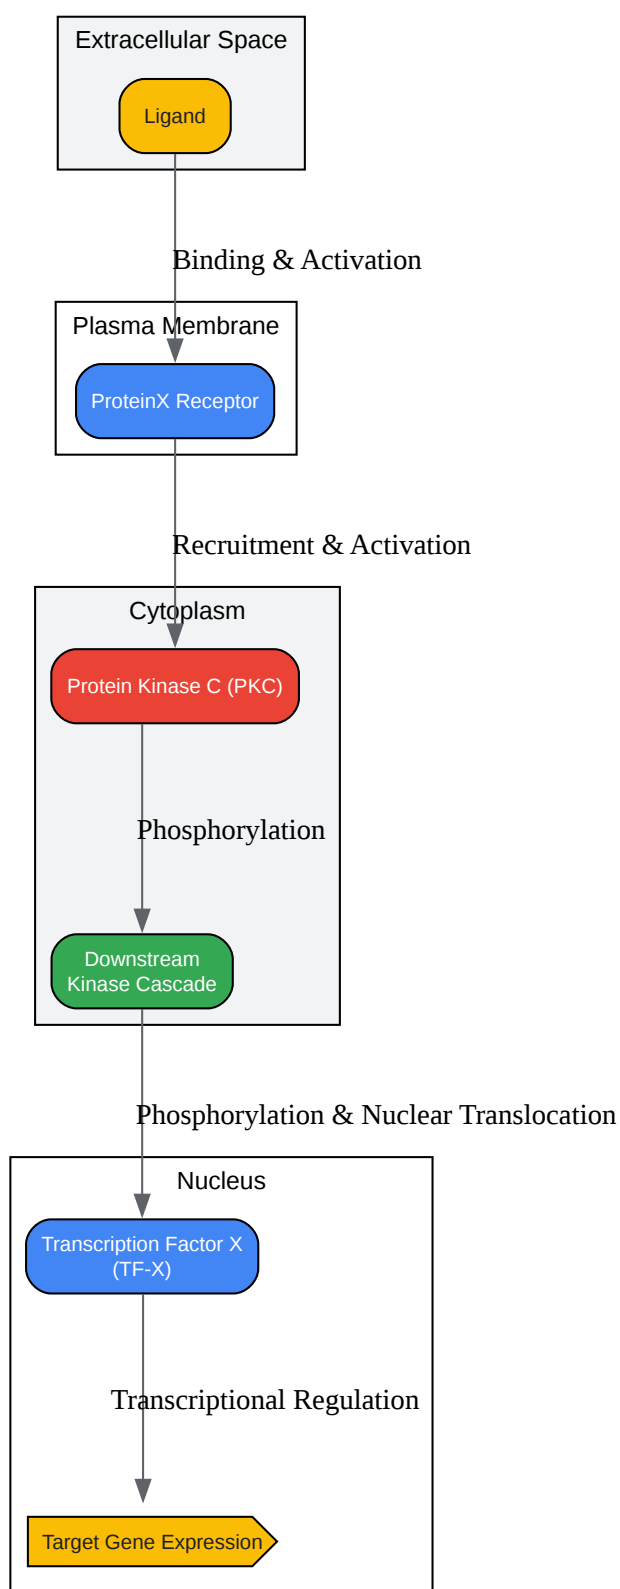 Extracellular Space
Ligand
Binding & Activation
Plasma Membrane
ProteinX Receptor
Recruitment & Activation
Cytoplasm
Protein Kinase C (PKC)
Phosphorylation
Downstream
Kinase Cascade
Phosphorylation & Nuclear Translocation
Nucleus
Transcription Factor X
(TF-X)
Transcriptional Regulation
Target Gene Expression